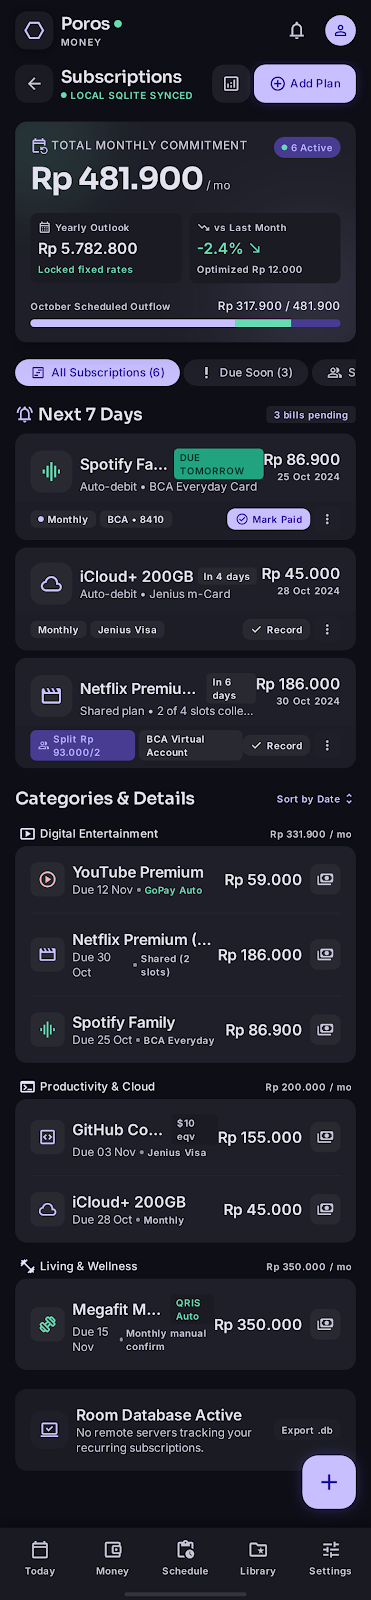 Poros
MONEY
Subscriptions
LOCAL SQLITE SYNCED
Add Plan
TOTAL MONTHLY COMMITMENT
6 Active
Rp 481.900 / mo
Yearly Outlook
Rp 5.782.800
Locked fixed rates
vs Last Month
-2.4%
Optimized Rp 12.000
October Scheduled Outflow
Rp 317.900 / 481.900
All Subscriptions (6)
Due Soon (3)
S
Next 7 Days
3 bills pending
Spotify Fa...
DUE
TOMORROW
Rp 86.900
Auto-debit • BCA Everyday Card
25 Oct 2024
Monthly
BCA • 8410
Mark Paid
iCloud+ 200GB
In 4 days
Rp 45.000
Auto-debit • Jenius m-Card
28 Oct 2024
Monthly
Jenius Visa
Record
Netflix Premiu...
In 6
days
Rp 186.000
Shared plan • 2 of 4 slots colle...
30 Oct 2024
Split Rp
93.000/2
BCA Virtual
Account
Record
Categories & Details
Sort by Date
Digital Entertainment
Rp 331.900 / mo
YouTube Premium
Due 12 Nov • GoPay Auto
Rp 59.000
Netflix Premium (...
Due 30
Oct
• Shared (2
slots)
Rp 186.000
Spotify Family
Due 25 Oct • BCA Everyday
Rp 86.900
Productivity & Cloud
Rp 200.000 / mo
GitHub Co...
$10
eqv
Due 03 Nov • Jenius Visa
Rp 155.000
iCloud+ 200GB
Due 28 Oct • Monthly
Rp 45.000
Living & Wellness
Rp 350.000 / mo
Megafit M...
QRIS
Auto
Due 15
Nov
• Monthly manual
confirm
Rp 350.000
Room Database Active
No remote servers tracking your
recurring subscriptions.
Export .db
Today
Money
Schedule
Library
Settings